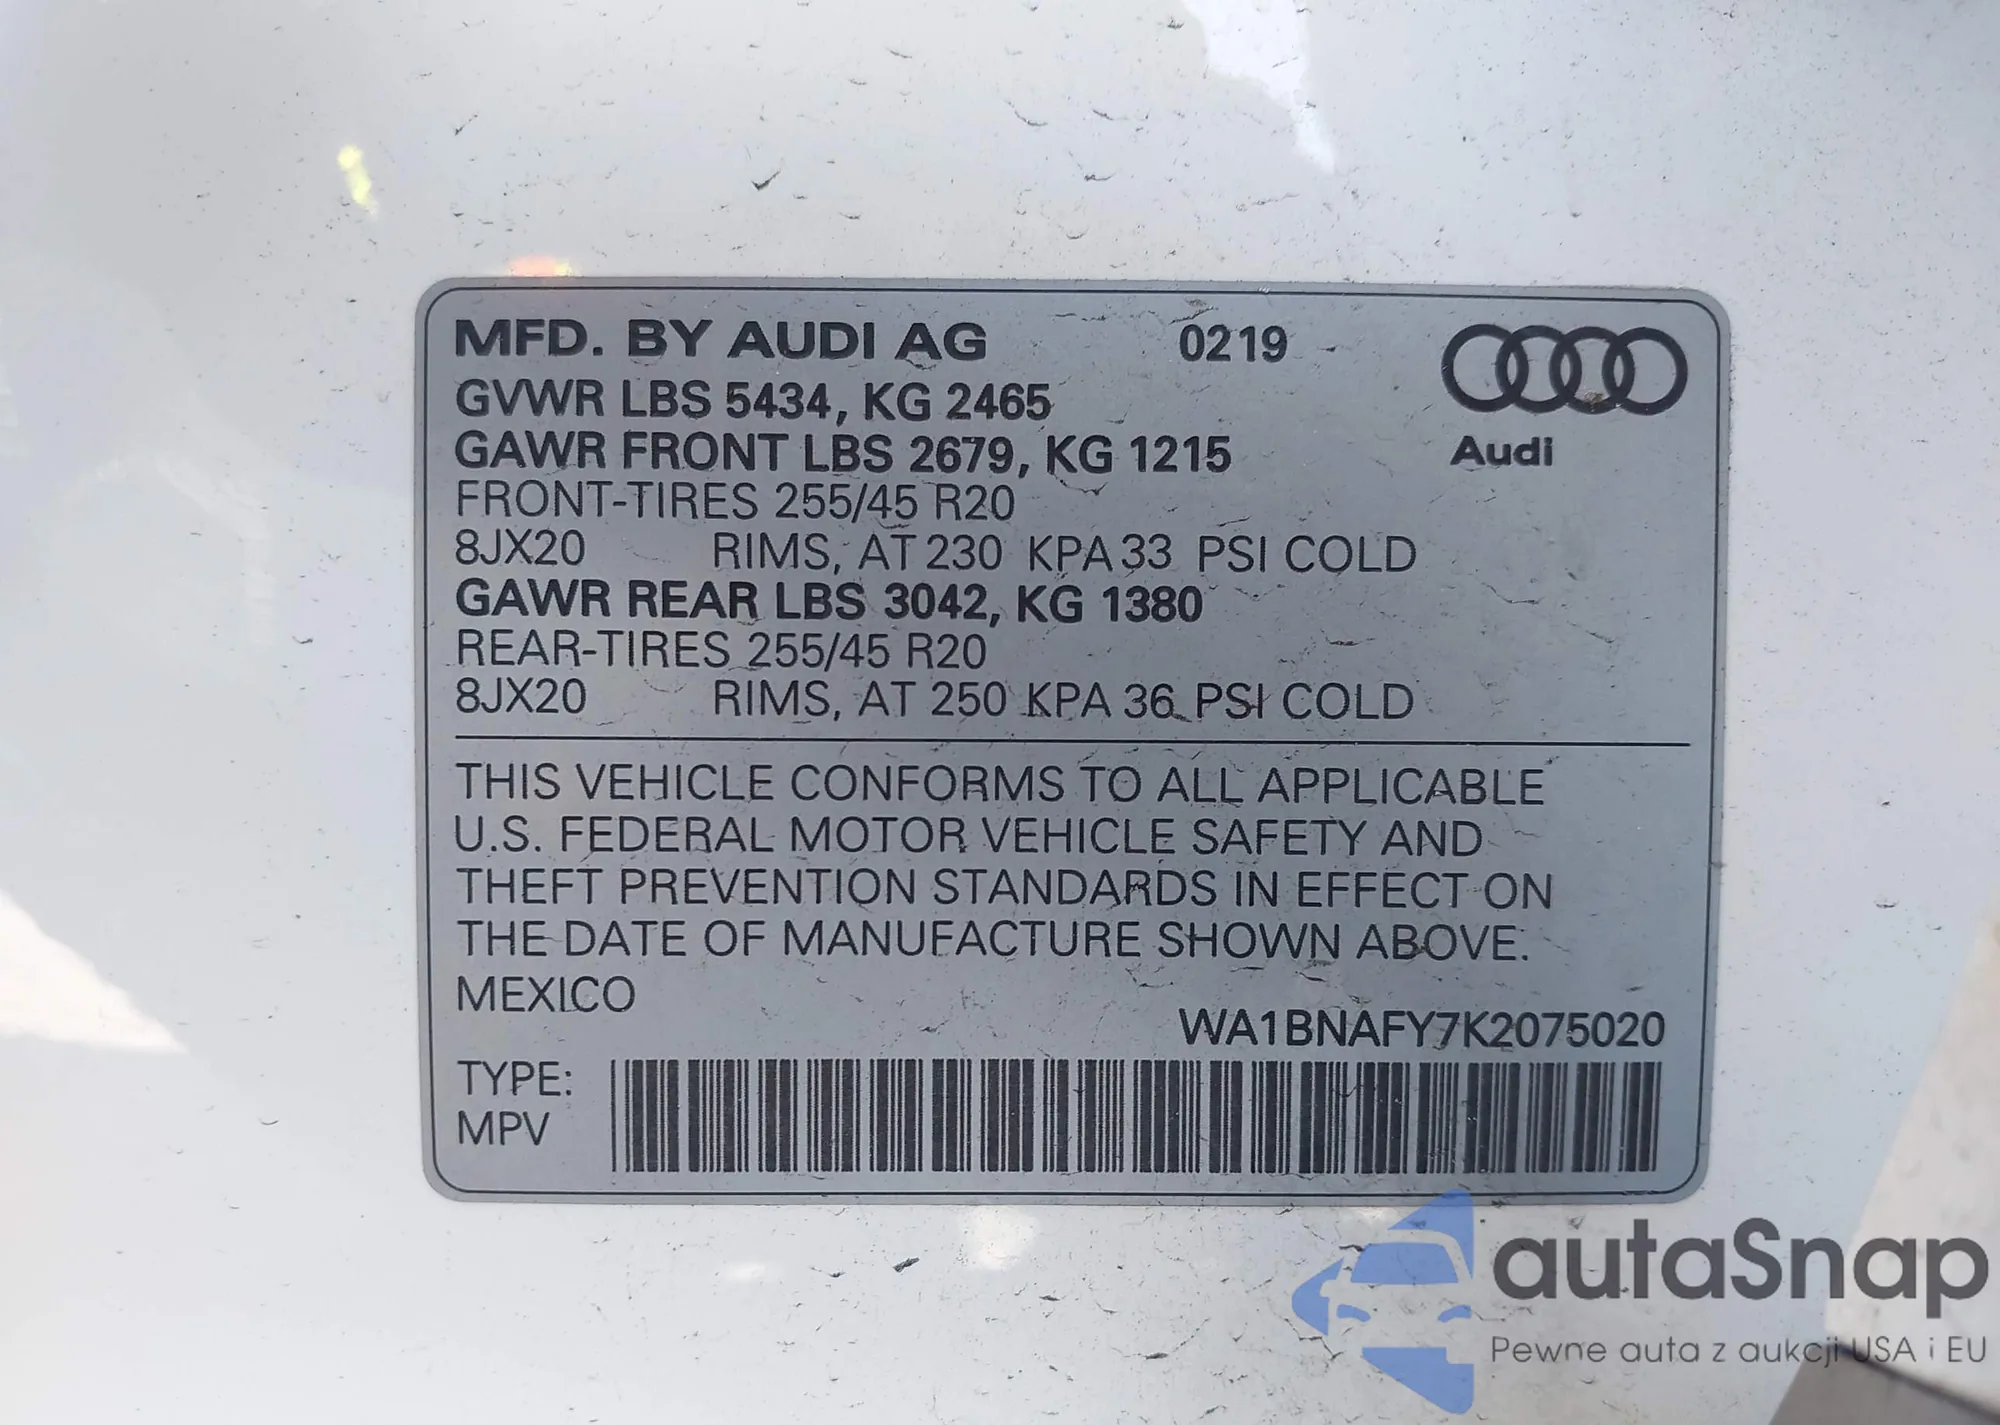 MFD. BY AUDI AG 0219
GVWR LBS 5434, KG 2465
GAWR FRONT LBS 2679, KG 1215
Audi
FRONT-TIRES 255/45 R20
8JX20 RIMS, AT 230 KPA 33 PSI COLD
GAWR REAR LBS 3042, KG 1380
REAR-TIRES 255/45 R20
8JX20 RIMS, AT 250 KPA 36 PSI COLD
THIS VEHICLE CONFORMS TO ALL APPLICABLE
U.S. FEDERAL MOTOR VEHICLE SAFETY AND
THEFT PREVENTION STANDARDS IN EFFECT ON
THE DATE OF MANUFACTURE SHOWN ABOVE.
MEXICO
WA1BNAFY7K2075020
TYPE:
MPV
autaSnap
Pewne auta z aukcji USA i EU